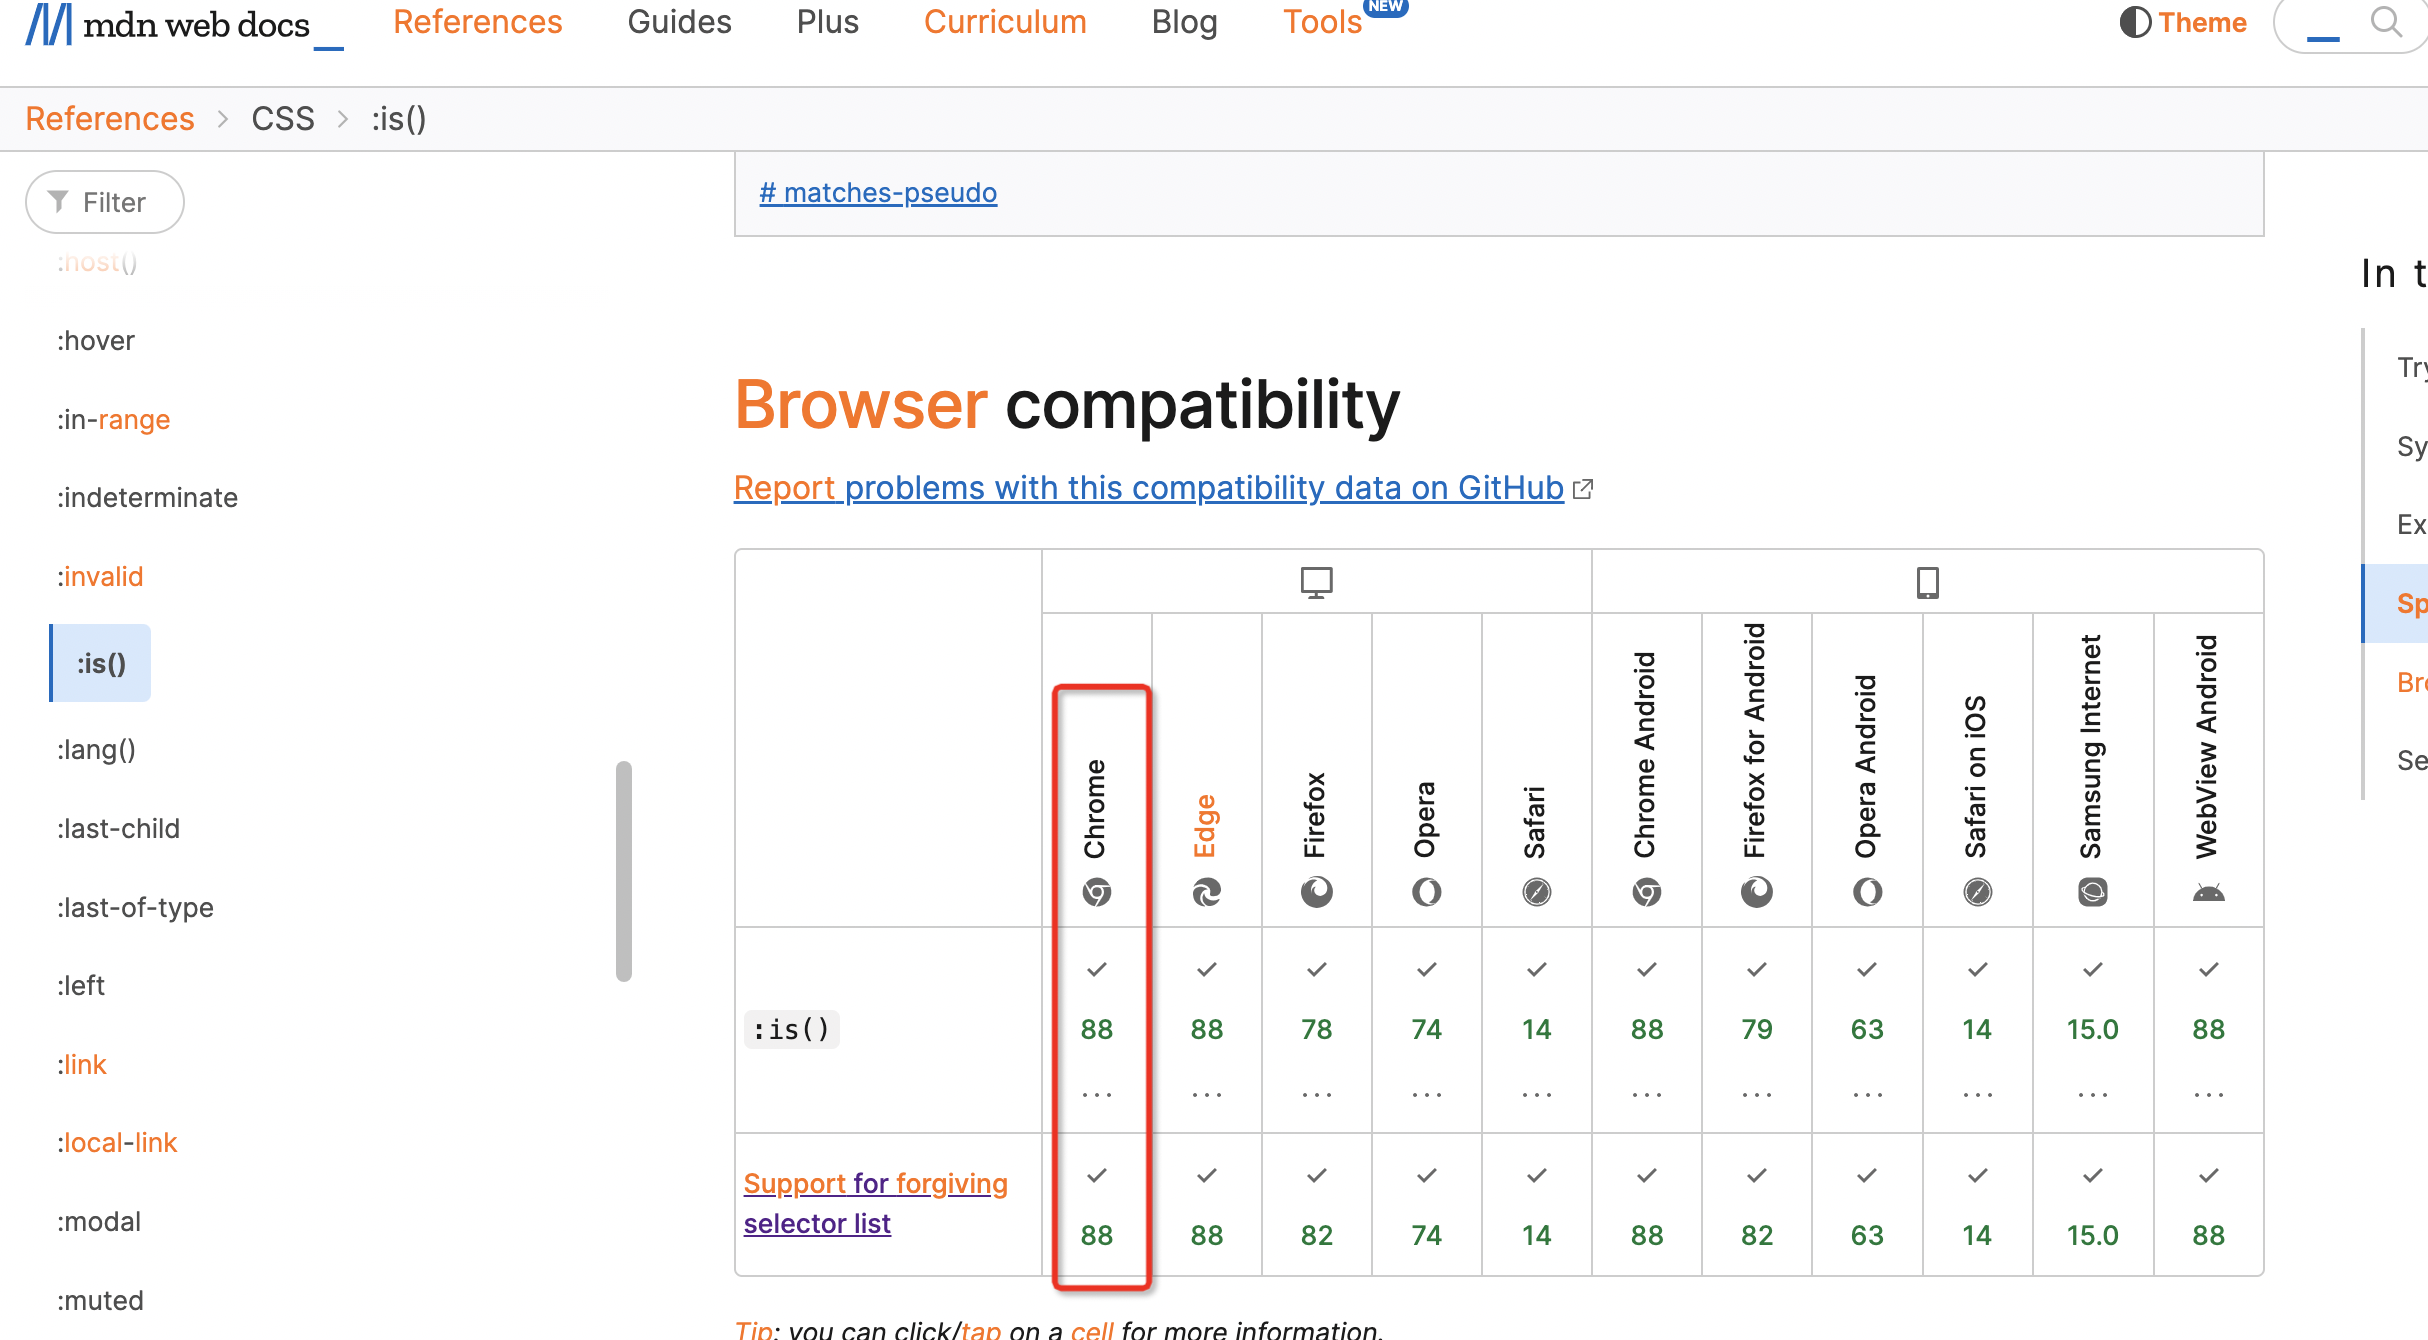 mdn web docs_
References Guides Plus Curriculum Blog Tools NEW
Theme
References > CSS > :is()
Filter
:host()
:hover
:in-range
:indeterminate
:invalid
:is()
:lang()
:last-child
:last-of-type
:left
:link
:local-link
:modal
:muted
# matches-pseudo
Browser compatibility
Report problems with this compatibility data on GitHub
Chrome Edge Firefox Opera Safari Chrome Android Firefox for Android Opera Android Safari on iOS Samsung Internet WebView Android
✓ ✓ ✓ ✓ ✓ ✓ ✓ ✓ ✓ ✓ ✓
:is() 88 88 78 74 14 88 79 63 14 15.0 88
… … … … … … … … … … …
✓ ✓ ✓ ✓ ✓ ✓ ✓ ✓ ✓ ✓ ✓
Support for forgiving
selector list
88 88 82 74 14 88 82 63 14 15.0 88
Tip: you can click/tap on a cell for more information.
In t
Try
Sy
Ex
Sp
Bro
Se